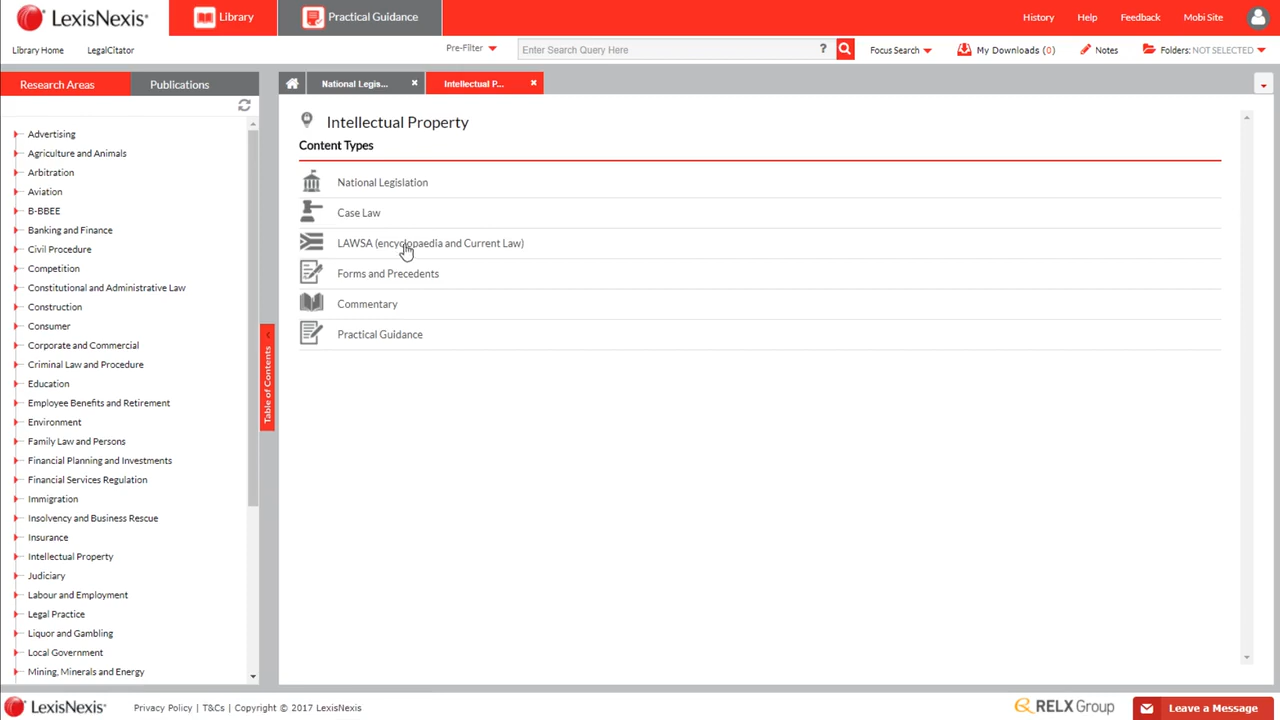 LexisNexis®
Library
Practical Guidance
History
Help
Feedback
Mobi Site
Library Home
LegalCitator
Pre-Filter
Enter Search Query Here
?
Focus Search
My Downloads (0)
Notes
Folders: NOT SELECTED
Research Areas
Publications
National Legis...
Intellectual P...
Advertising
Agriculture and Animals
Arbitration
Aviation
B-BBEE
Banking and Finance
Civil Procedure
Competition
Constitutional and Administrative Law
Construction
Consumer
Corporate and Commercial
Criminal Law and Procedure
Education
Employee Benefits and Retirement
Environment
Family Law and Persons
Financial Planning and Investments
Financial Services Regulation
Immigration
Insolvency and Business Rescue
Insurance
Intellectual Property
Judiciary
Labour and Employment
Legal Practice
Liquor and Gambling
Local Government
Mining, Minerals and Energy
Table of Contents
Intellectual Property
Content Types
National Legislation
Case Law
LAWSA (encyclopaedia and Current Law)
Forms and Precedents
Commentary
Practical Guidance
LexisNexis®
Privacy Policy | T&Cs | Copyright © 2017 LexisNexis
RELX Group
Leave a Message